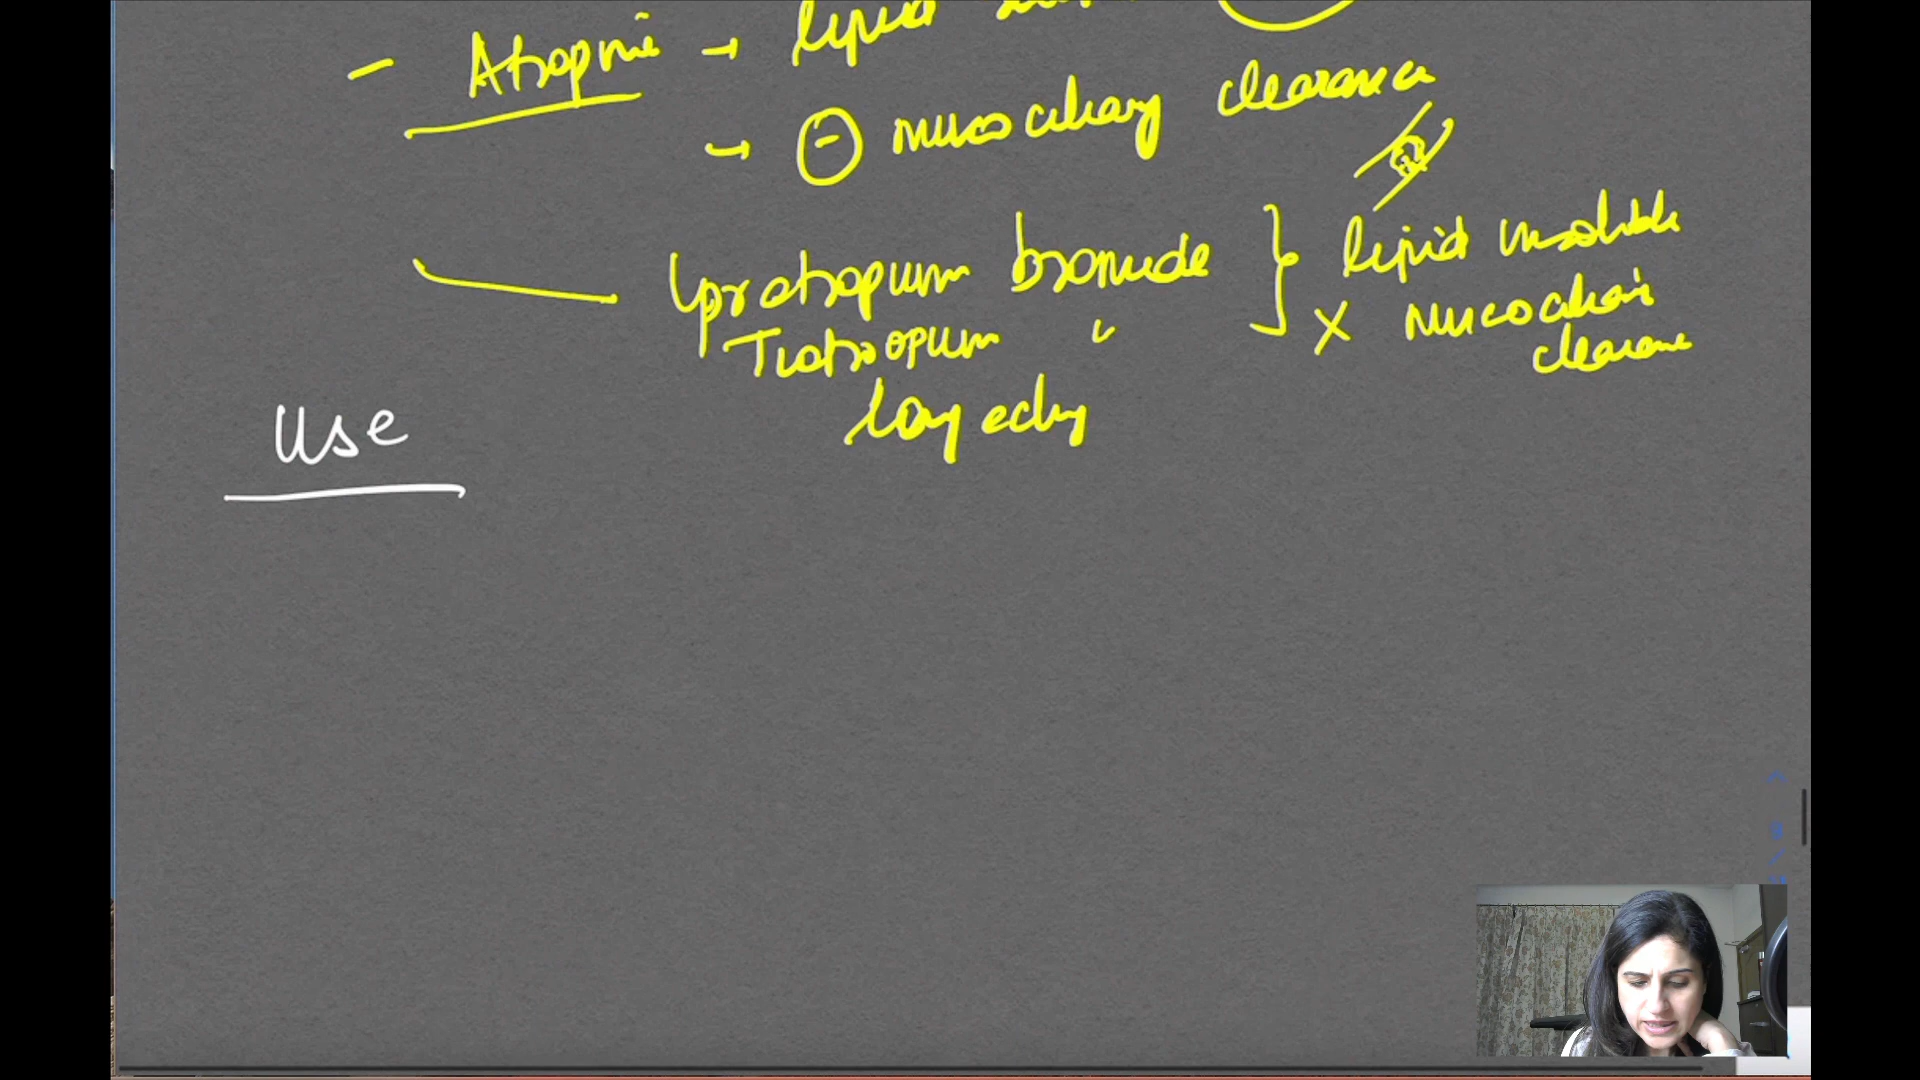 - Atropine → lipid
→ ⊖ mucociliary clearance
Ipratropium bromide } lipid insoluble
Tiotropium " X mucociliary
clearance
long acting
Use